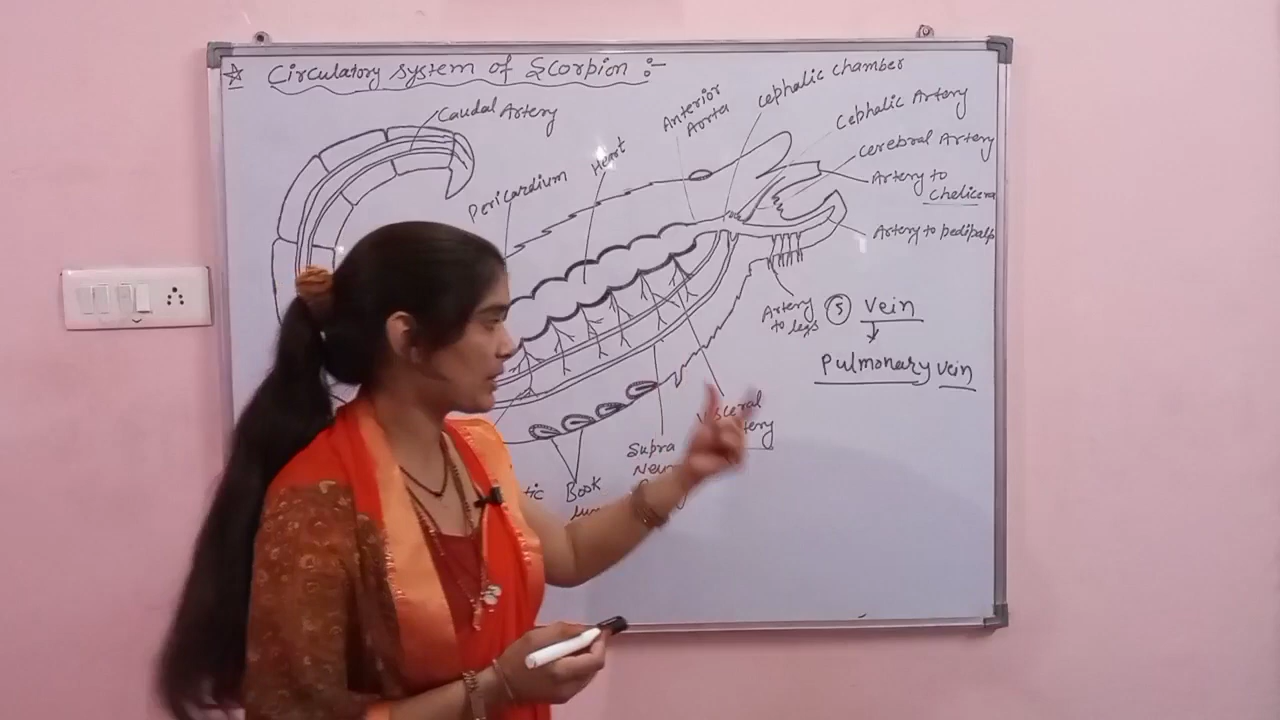 ☆ Circulatory system of Scorpion :-
Caudal Artery
Pericardium
Heart
Anterior
Aorta
cephalic chamber
cephalic Artery
cerebral Artery
Artery to
chelicera
Artery to pedipalp
Artery
to legs
⑤ Vein
↓
Pulmonary vein
Supra
Book